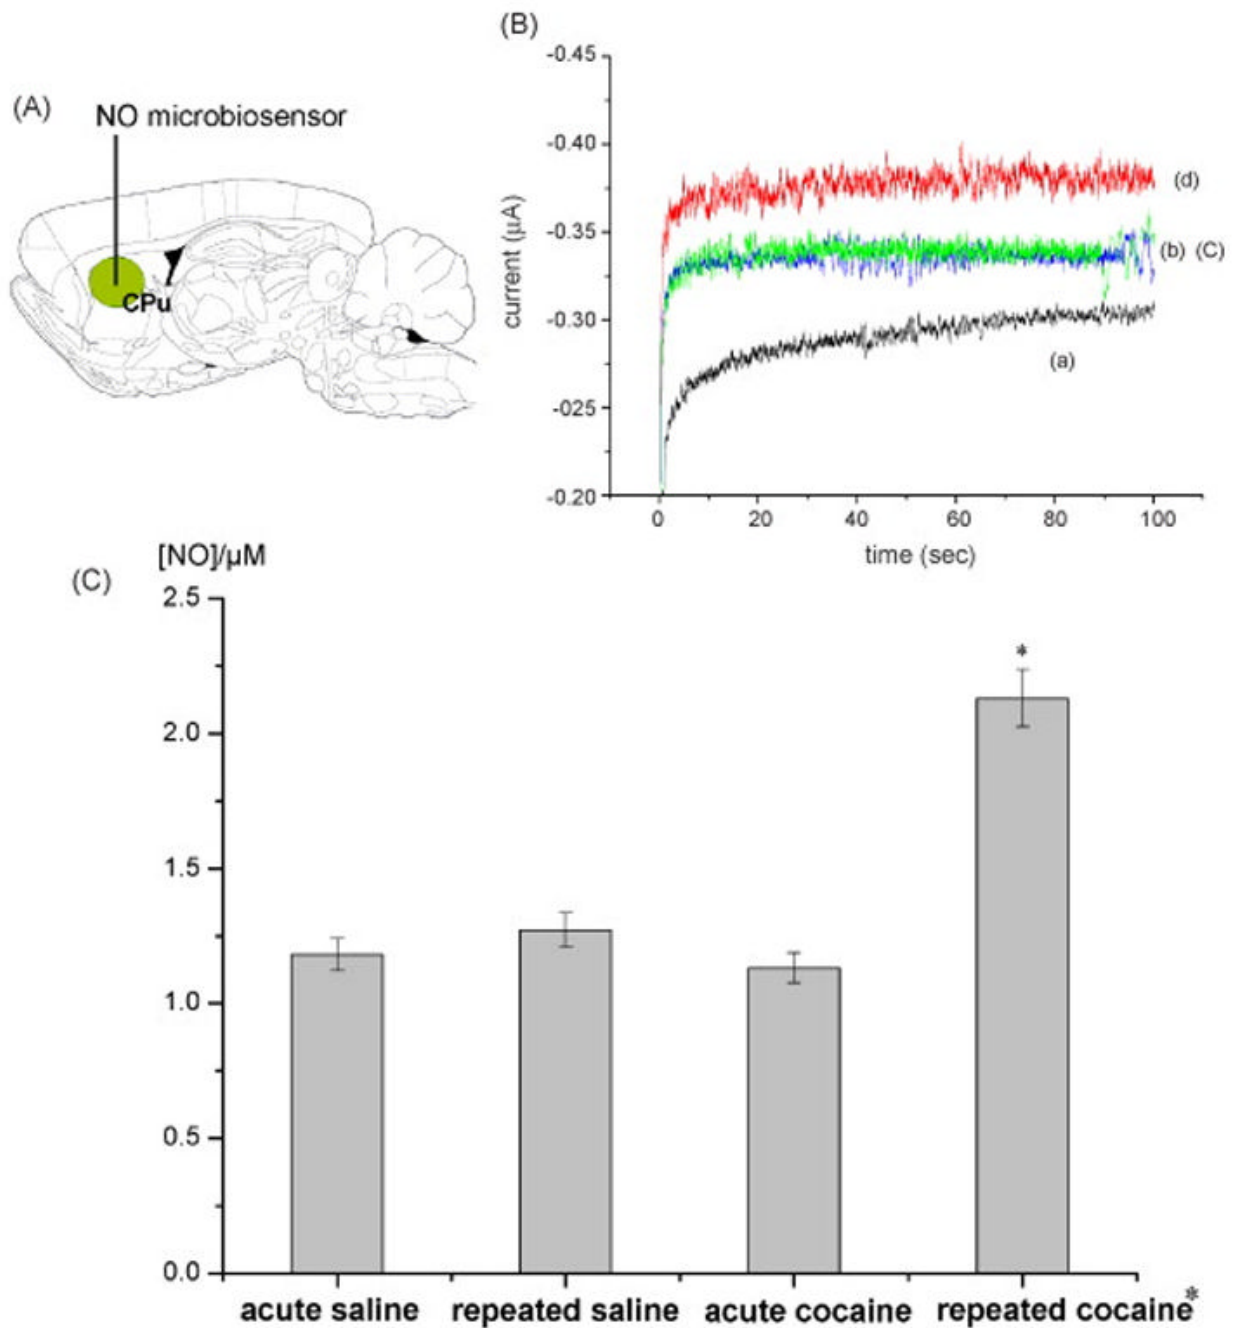 (A)
NO microbiosensor
CPu
(B)
-0.45
-0.40
-0.35
-0.30
-025
-0.20
current (µA)
(d)
(b) (C)
(a)
0 20 40 60 80 100
time (sec)
(C)
[NO]/µM
2.5
2.0
1.5
1.0
0.5
0.0
*
acute saline repeated saline acute cocaine repeated cocaine*